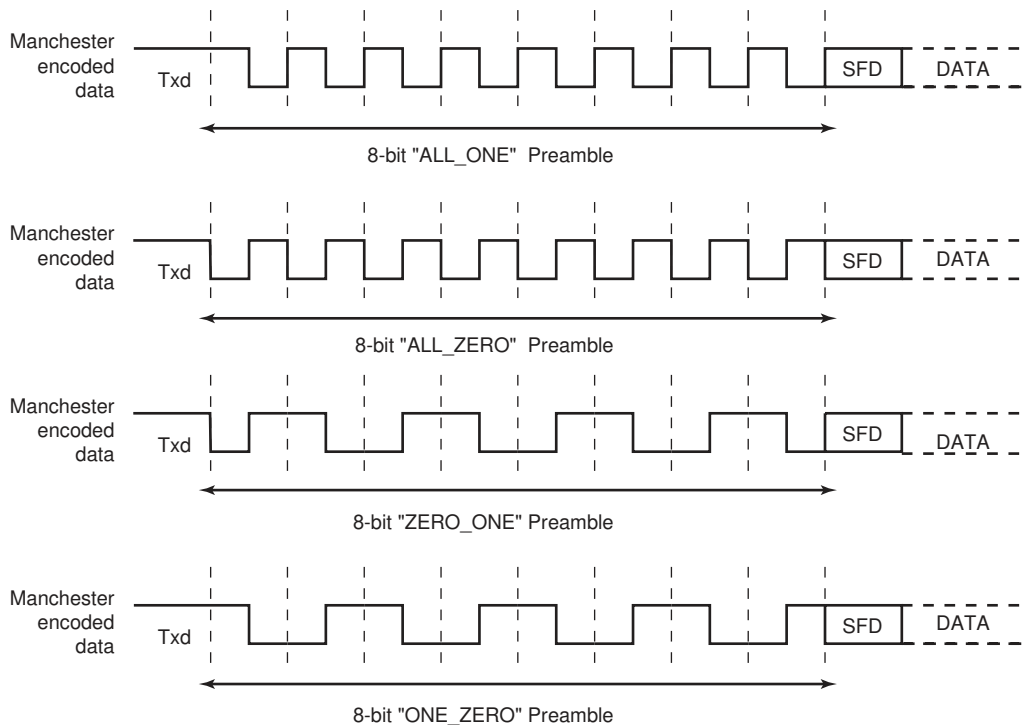 Manchester
encoded
data
Txd
SFD
DATA
8-bit "ALL_ONE" Preamble
Manchester
encoded
data
Txd
SFD
DATA
8-bit "ALL_ZERO" Preamble
Manchester
encoded
data
Txd
SFD
DATA
8-bit "ZERO_ONE" Preamble
Manchester
encoded
data
Txd
SFD
DATA
8-bit "ONE_ZERO" Preamble